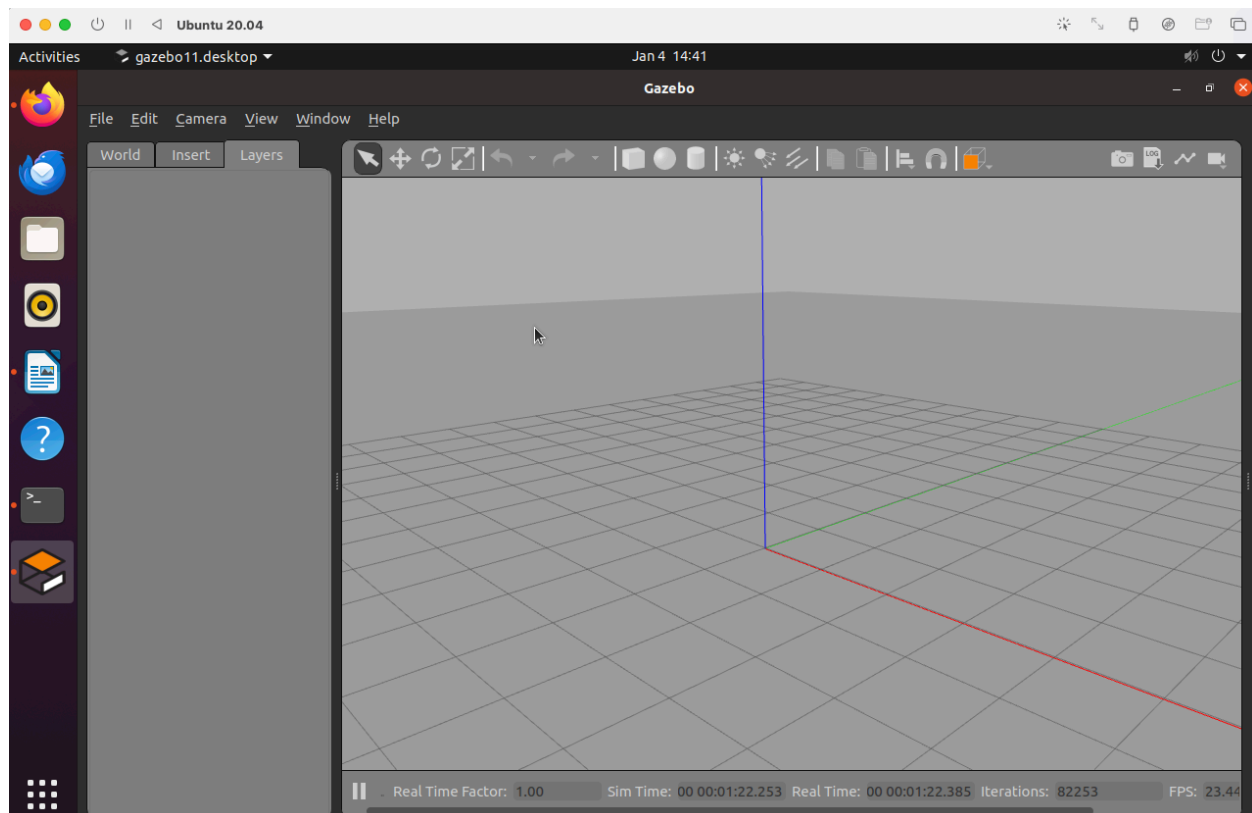 Ubuntu 20.04
Activities gazebo11.desktop Jan 4 14:41
Gazebo
File Edit Camera View Window Help
World Insert Layers
LOG
Real Time Factor: 1.00 Sim Time: 00 00:01:22.253 Real Time: 00 00:01:22.385 Iterations: 82253 FPS: 23.44